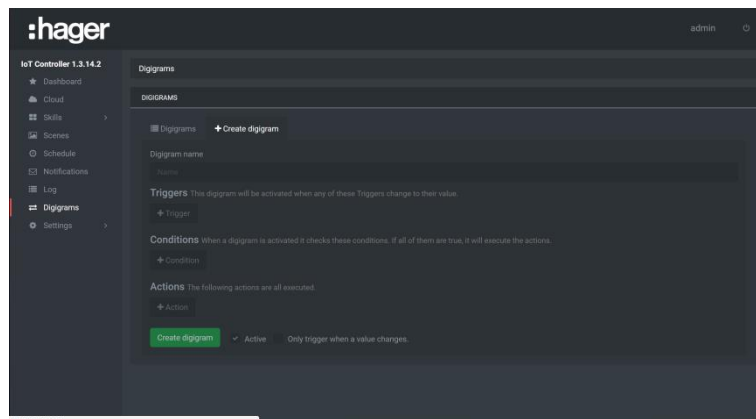 :hager
admin
IoT Controller 1.3.14.2
Dashboard
Cloud
Skills
Scenes
Schedule
Notifications
Log
Digigrams
Settings
Digigrams
DIGIGRAMS
Digigrams
+ Create digigram
Digigram name
Name
Triggers This digigram will be activated when any of these Triggers change to their value.
+ Trigger
Conditions When a digigram is activated it checks these conditions. If all of them are true, it will execute the actions.
+ Condition
Actions The following actions are all executed.
+ Action
Create digigram Active Only trigger when a value changes.